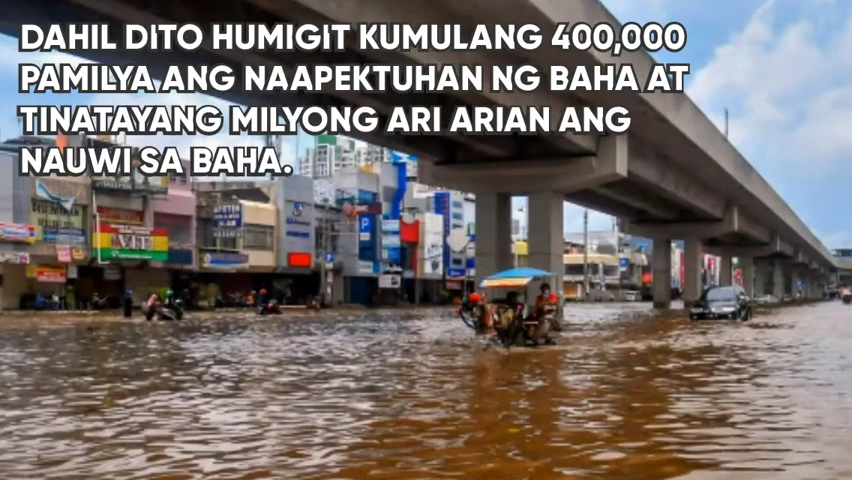 DAHIL DITO HUMIGIT KUMULANG 400,000
PAMILYA ANG NAAPEKTUHAN NG BAHA AT
TINATAYANG MILYONG ARI ARIAN ANG
NAUWI SA BAHA.
APOTEK
P